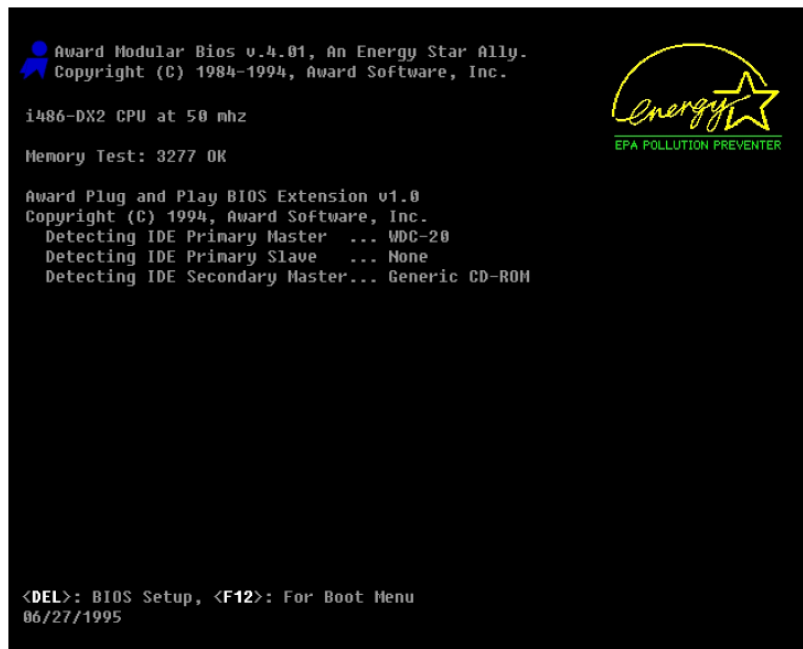 Award Modular Bios v.4.01, An Energy Star Ally.
Copyright (C) 1984-1994, Award Software, Inc.
energy
EPA POLLUTION PREVENTER
i486-DX2 CPU at 50 mhz
Memory Test: 3277 OK
Award Plug and Play BIOS Extension v1.0
Copyright (C) 1994, Award Software, Inc.
Detecting IDE Primary Master ... WDC-20
Detecting IDE Primary Slave ... None
Detecting IDE Secondary Master... Generic CD-ROM
<DEL>: BIOS Setup, <F12>: For Boot Menu
06/27/1995